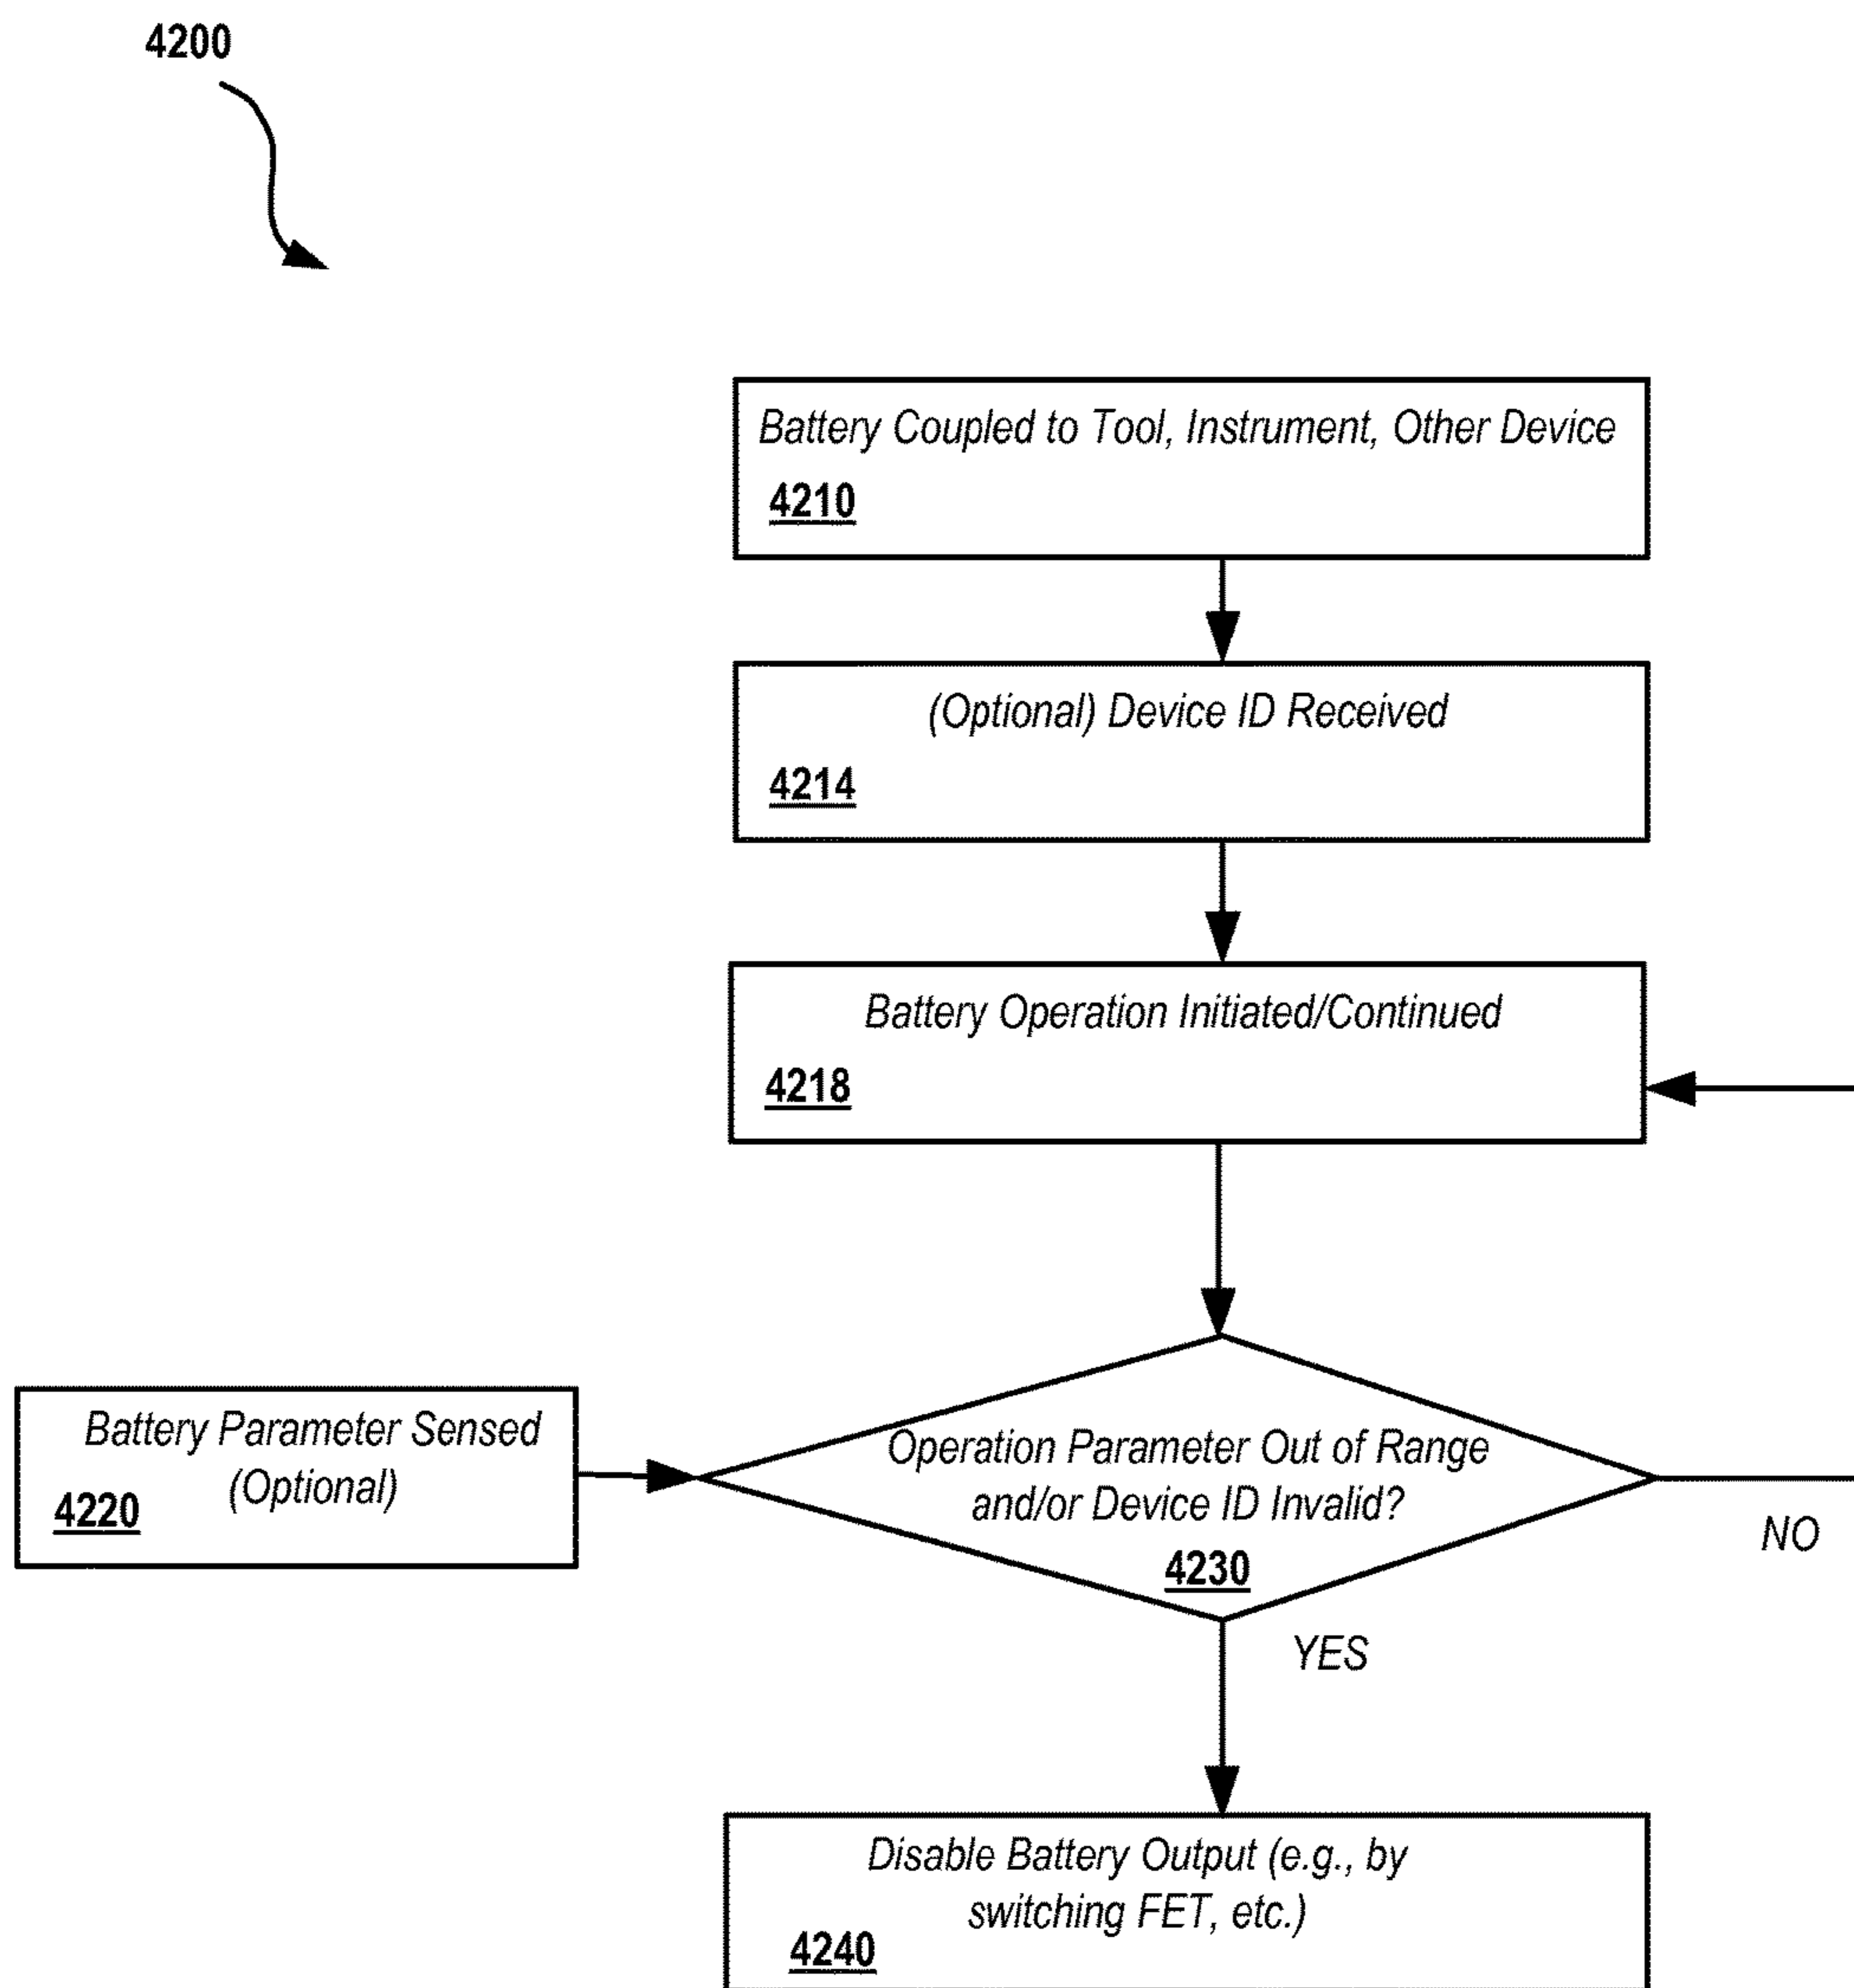 4200
Battery Coupled to Tool, Instrument, Other Device
4210
(Optional) Device ID Received
4214
Battery Operation Initiated/Continued
4218
Battery Parameter Sensed
(Optional)
4220
Operation Parameter Out of Range
and/or Device ID Invalid?
4230
NO
YES
Disable Battery Output (e.g., by
switching FET, etc.)
4240